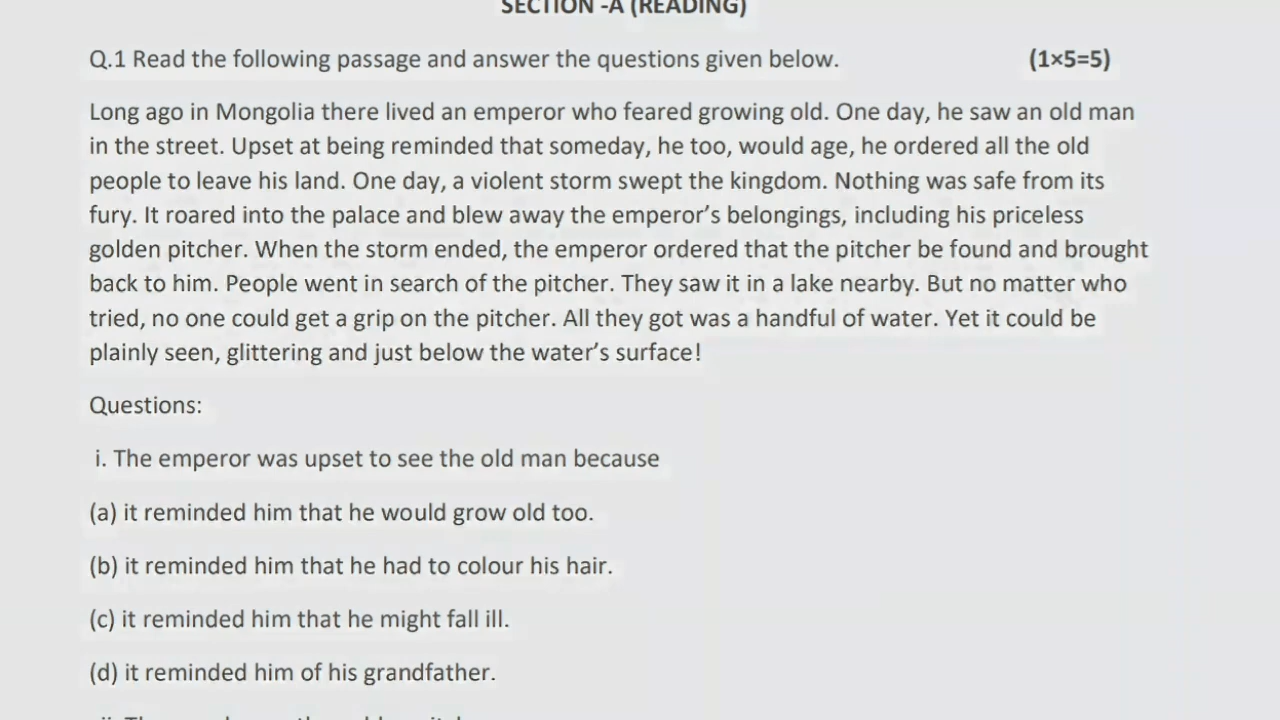 SECTION -A (READING)
Q.1 Read the following passage and answer the questions given below. (1×5=5)
Long ago in Mongolia there lived an emperor who feared growing old. One day, he saw an old man
in the street. Upset at being reminded that someday, he too, would age, he ordered all the old
people to leave his land. One day, a violent storm swept the kingdom. Nothing was safe from its
fury. It roared into the palace and blew away the emperor’s belongings, including his priceless
golden pitcher. When the storm ended, the emperor ordered that the pitcher be found and brought
back to him. People went in search of the pitcher. They saw it in a lake nearby. But no matter who
tried, no one could get a grip on the pitcher. All they got was a handful of water. Yet it could be
plainly seen, glittering and just below the water’s surface!
Questions:
i. The emperor was upset to see the old man because
(a) it reminded him that he would grow old too.
(b) it reminded him that he had to colour his hair.
(c) it reminded him that he might fall ill.
(d) it reminded him of his grandfather.